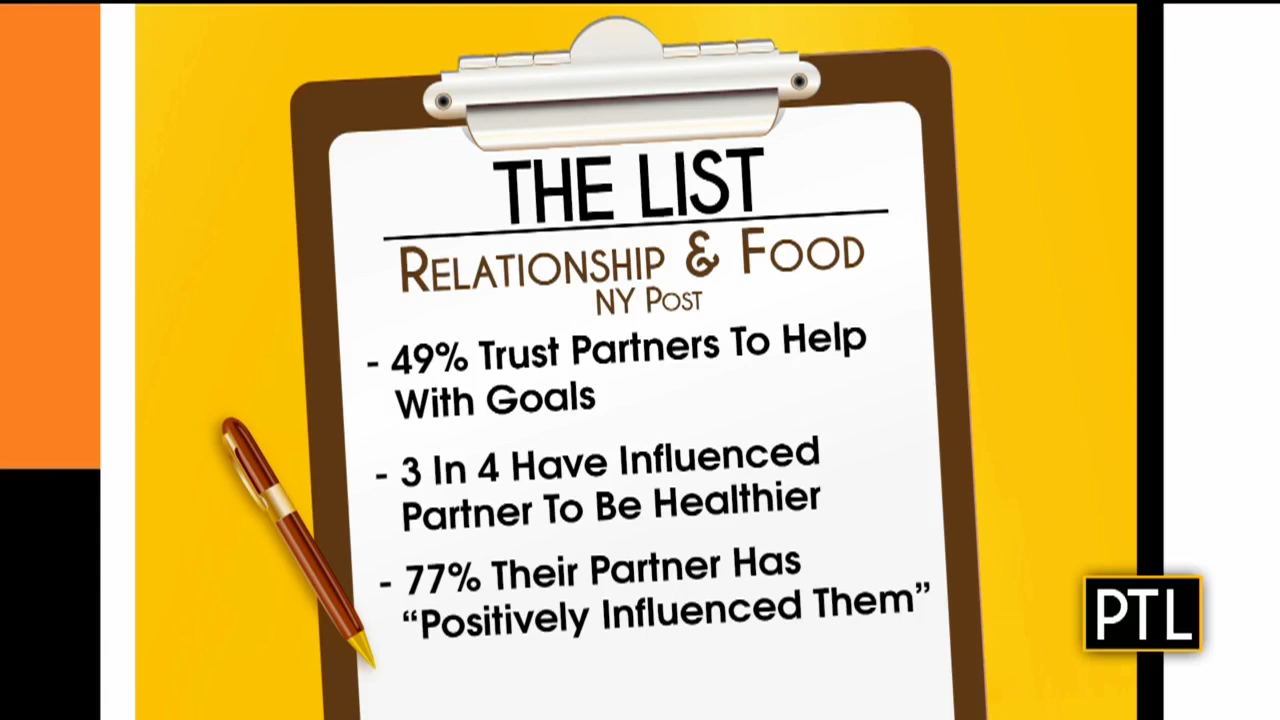 THE LIST
RELATIONSHIP & FOOD
NY POST
- 49% Trust Partners To Help
With Goals
- 3 In 4 Have Influenced
Partner To Be Healthier
- 77% Their Partner Has
“Positively Influenced Them”
PTL